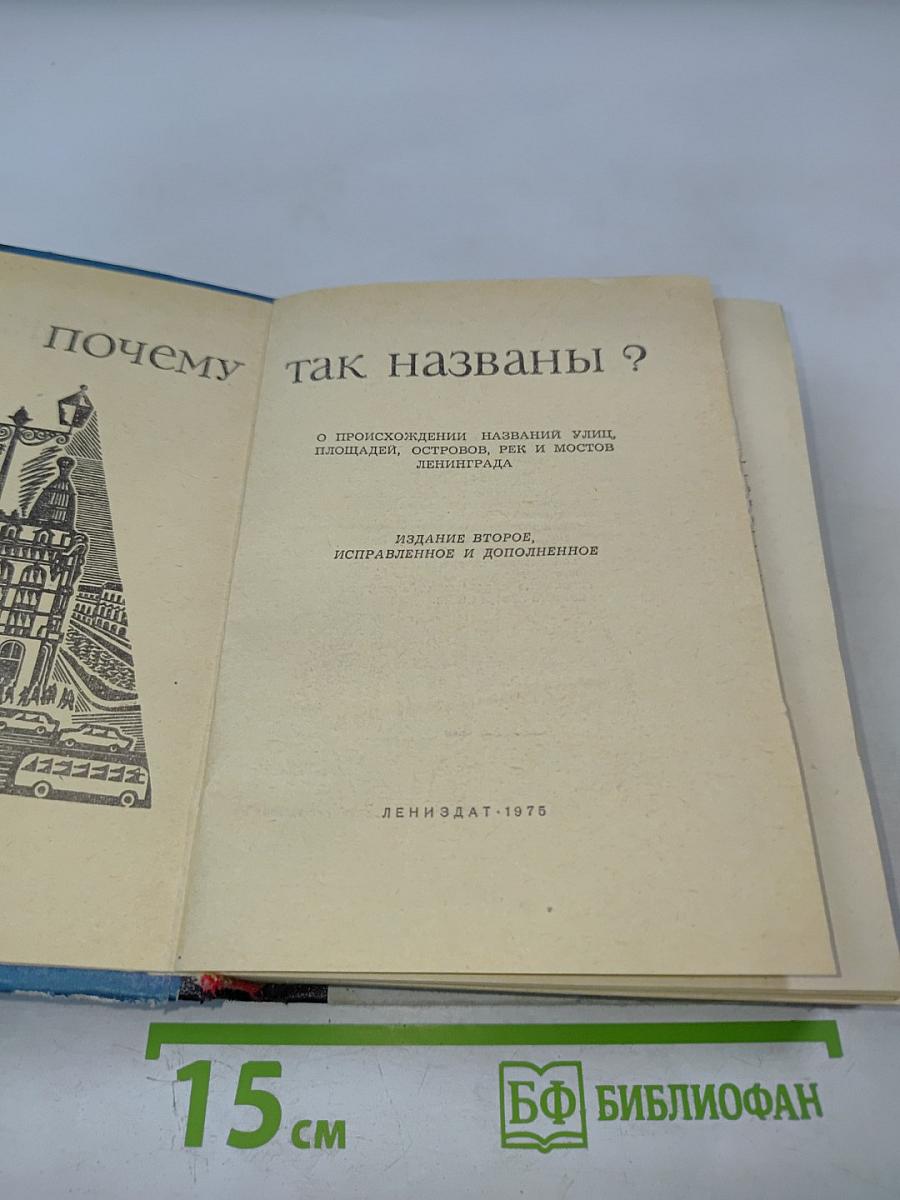 почему так названы?
О ПРОИСХОЖДЕНИИ НАЗВАНИЙ УЛИЦ,
ПЛОЩАДЕЙ, ОСТРОВОВ, РЕК И МОСТОВ
ЛЕНИНГРАДА
ИЗДАНИЕ ВТОРОЕ,
ИСПРАВЛЕННОЕ И ДОПОЛНЕННОЕ
ЛЕНИЗДАТ · 1975
15 см
БФ БИБЛИОФАН